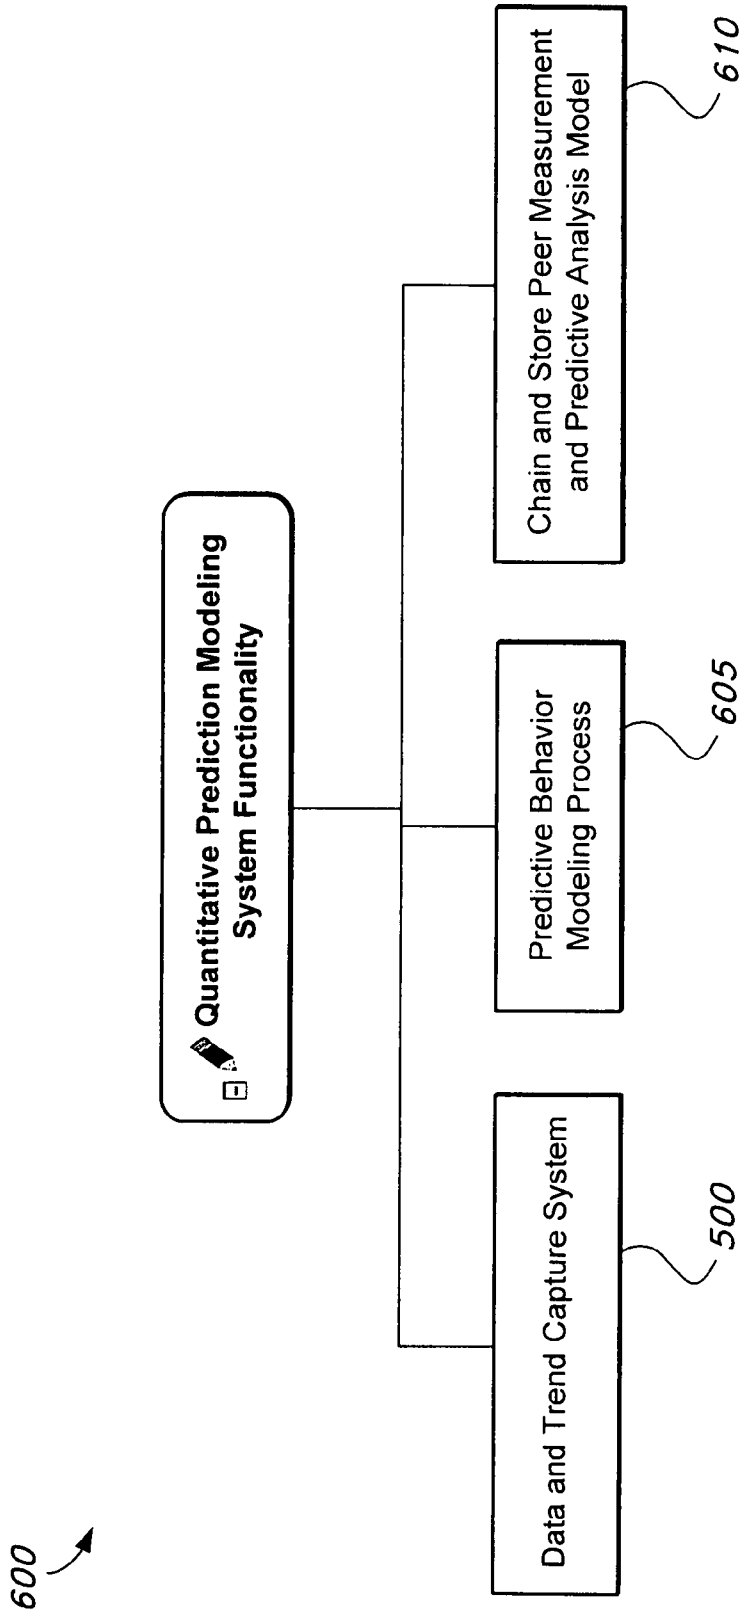 600
Quantitative Prediction Modeling
System Functionality
Data and Trend Capture System
500
Predictive Behavior
Modeling Process
605
Chain and Store Peer Measurement
and Predictive Analysis Model
610